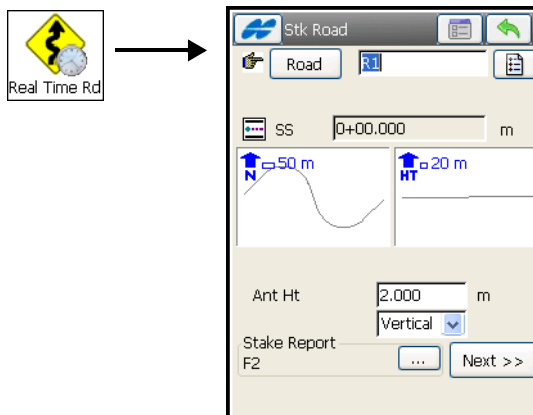 Real Time Rd
Stk Road
Road R1
SS 0+00.000 m
N 50 m
HT 20 m
Ant Ht 2.000 m
Vertical
Stake Report
F2 ... Next >>